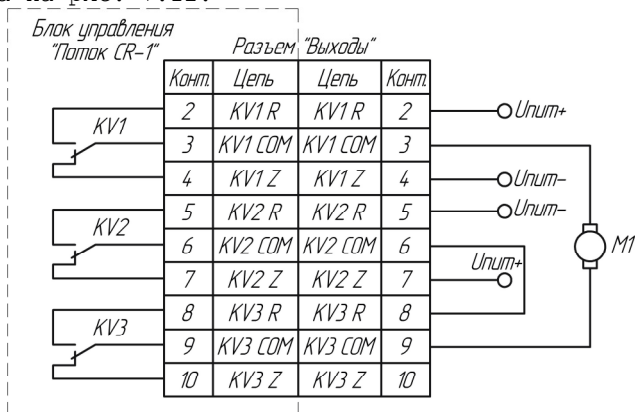 Блок управления
"Поток CR-1"
Разъем "Выходы"
Конт. Цепь Цепь Конт.
2 KV1 R KV1 R 2 Uпит+
KV1
3 KV1 COM KV1 COM 3
4 KV1 Z KV1 Z 4 Uпит-
5 KV2 R KV2 R 5 Uпит-
KV2
6 KV2 COM KV2 COM 6 M1
Uпит+
7 KV2 Z KV2 Z 7
8 KV3 R KV3 R 8
KV3
9 KV3 COM KV3 COM 9
10 KV3 Z KV3 Z 10